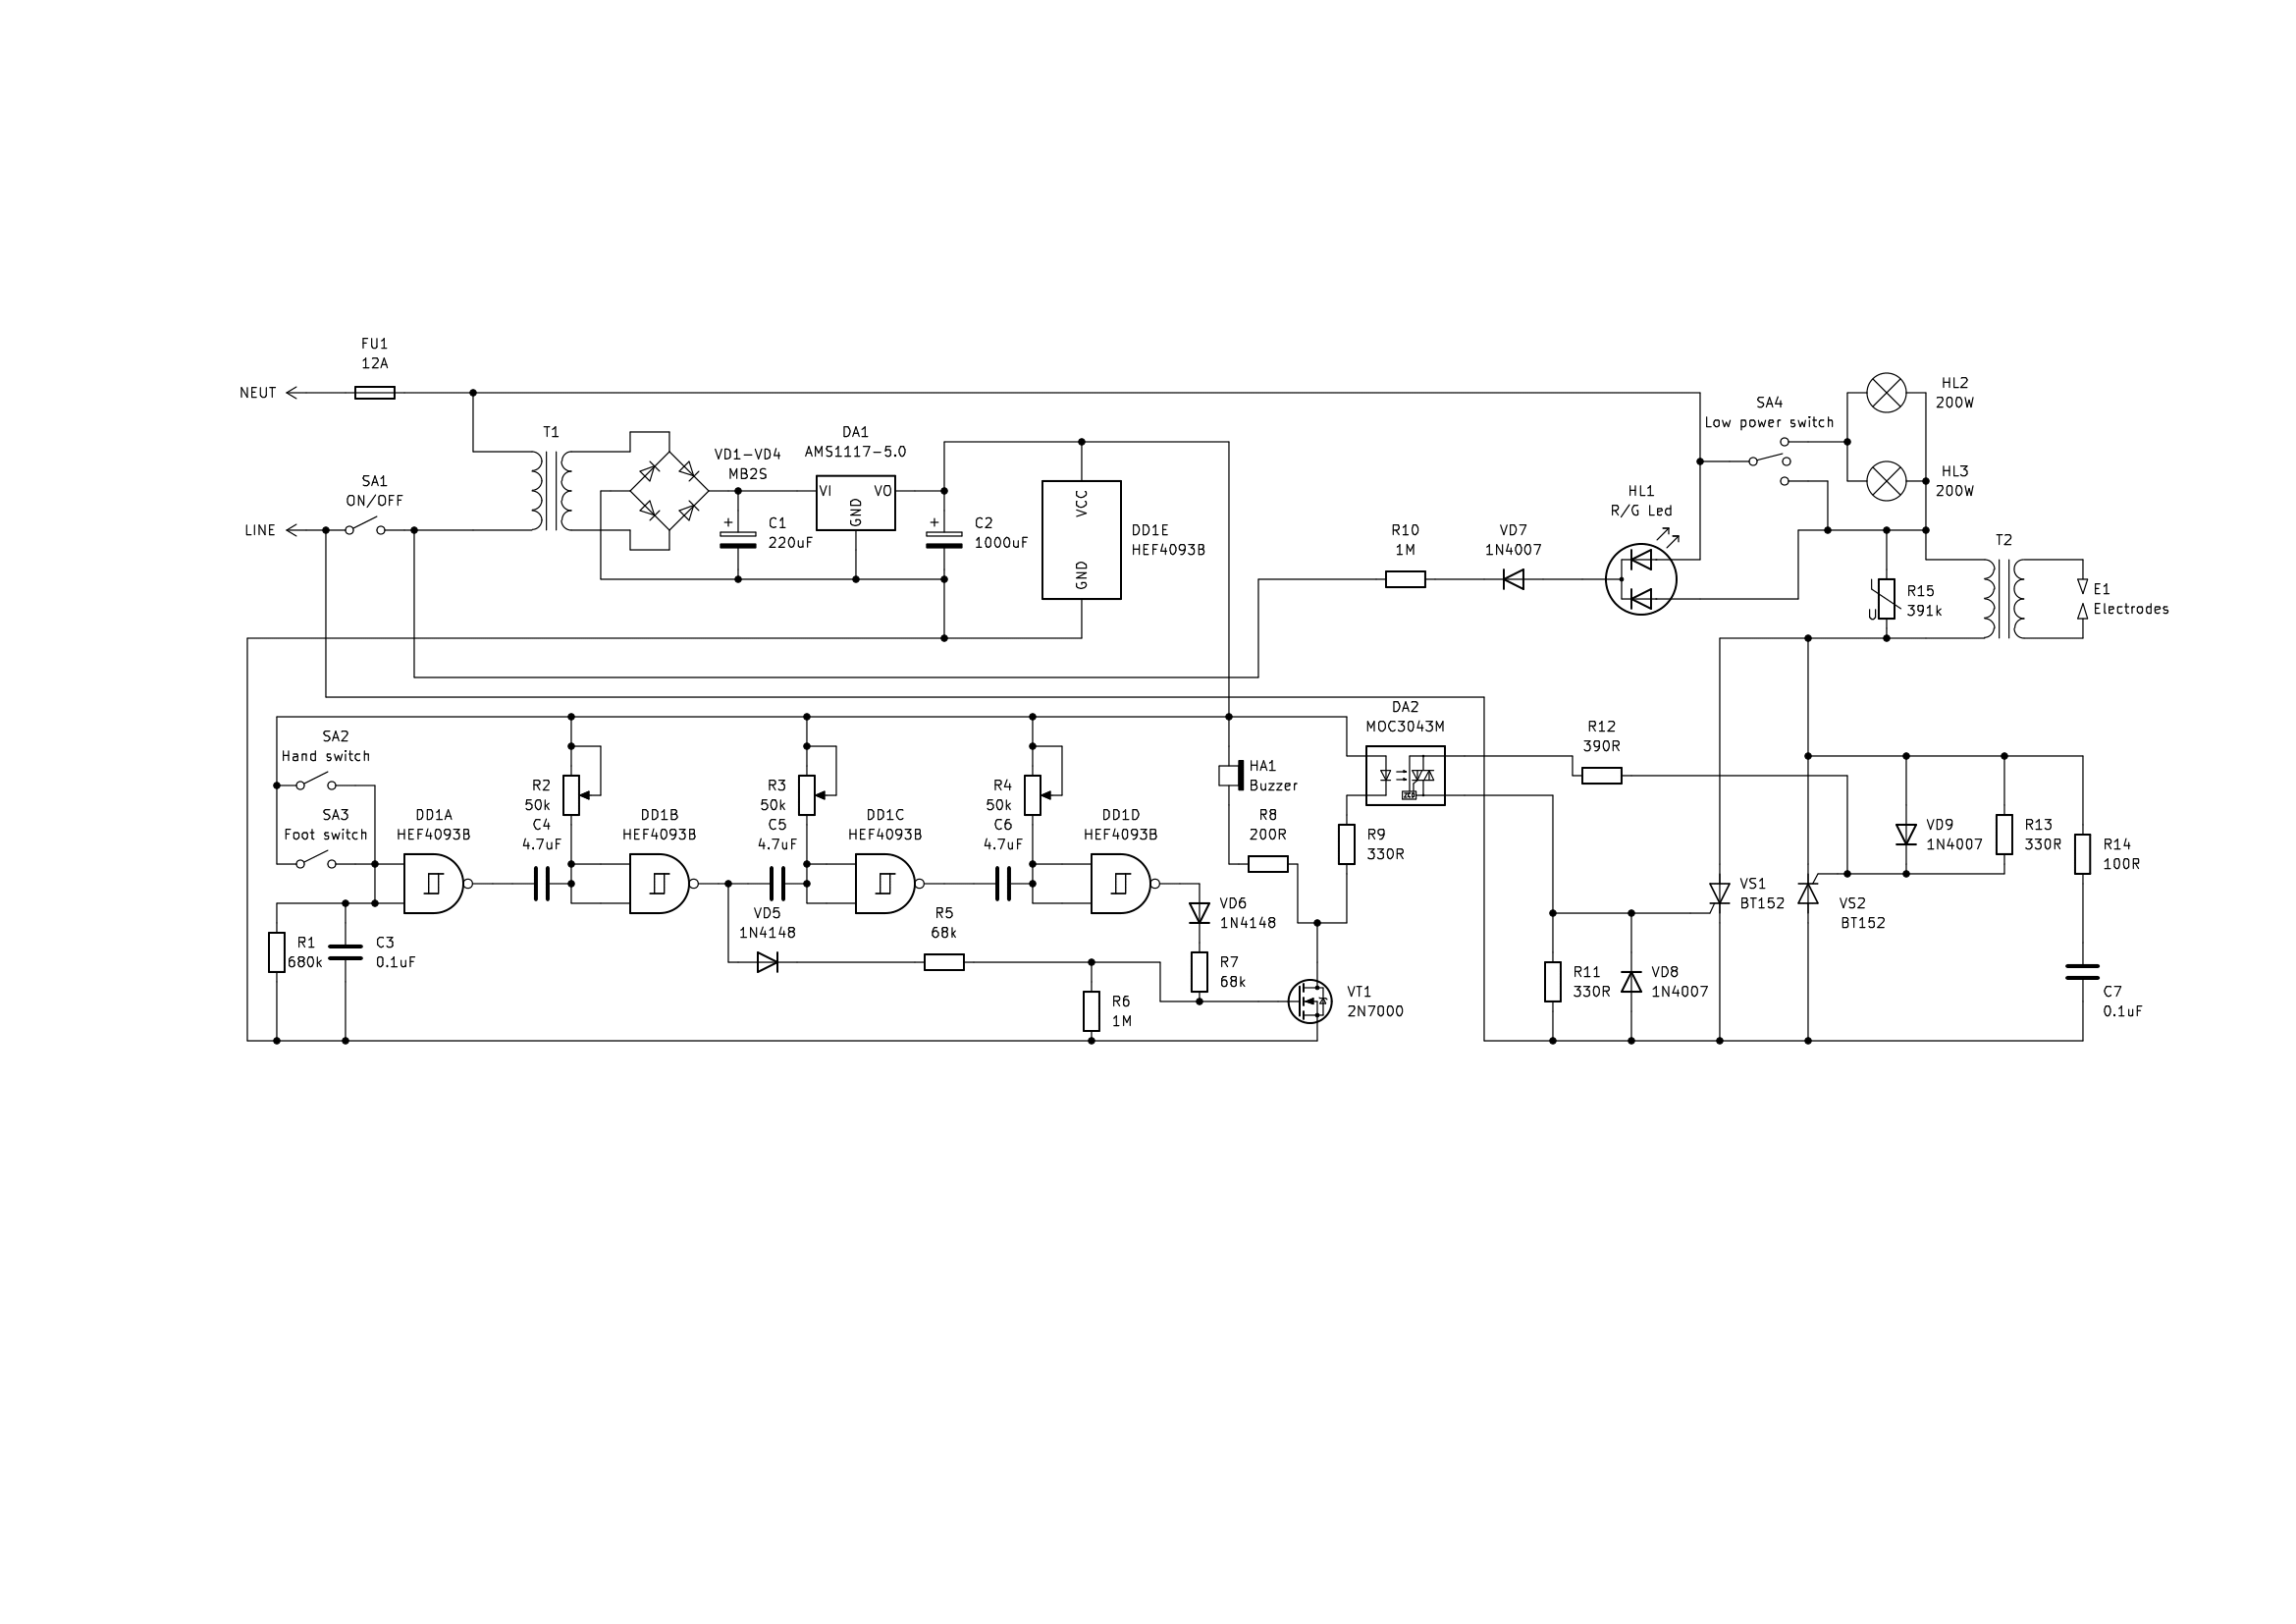 FU1
12A
NEUT
SA1
ON/OFF
LINE
T1
VD1-VD4
MB2S
DA1
AMS1117-5.0
VI
VO
GND
+
C1
220uF
+
C2
1000uF
VCC
GND
DD1E
HEF4093B
R10
1M
VD7
1N4007
HL1
R/G Led
SA4
Low power switch
HL2
200W
HL3
200W
U
R15
391k
T2
E1
Electrodes
SA2
Hand switch
SA3
Foot switch
DD1A
HEF4093B
R1
680k
C3
0.1uF
R2
50k
C4
4.7uF
DD1B
HEF4093B
VD5
1N4148
R3
50k
C5
4.7uF
DD1C
HEF4093B
R5
68k
R4
50k
C6
4.7uF
DD1D
HEF4093B
R6
1M
VD6
1N4148
R7
68k
HA1
Buzzer
R8
200R
VT1
2N7000
DA2
MOC3043M
R9
330R
R12
390R
R11
330R
VD8
1N4007
VS1
BT152
VS2
BT152
VD9
1N4007
R13
330R
R14
100R
C7
0.1uF